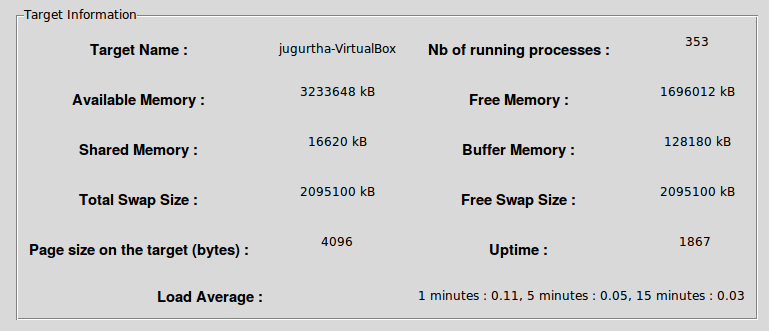 Target Information
Target Name : jugurtha-VirtualBox Nb of running processes : 353
Available Memory : 3233648 kB Free Memory : 1696012 kB
Shared Memory : 16620 kB Buffer Memory : 128180 kB
Total Swap Size : 2095100 kB Free Swap Size : 2095100 kB
Page size on the target (bytes) : 4096 Uptime : 1867
Load Average : 1 minutes : 0.11, 5 minutes : 0.05, 15 minutes : 0.03